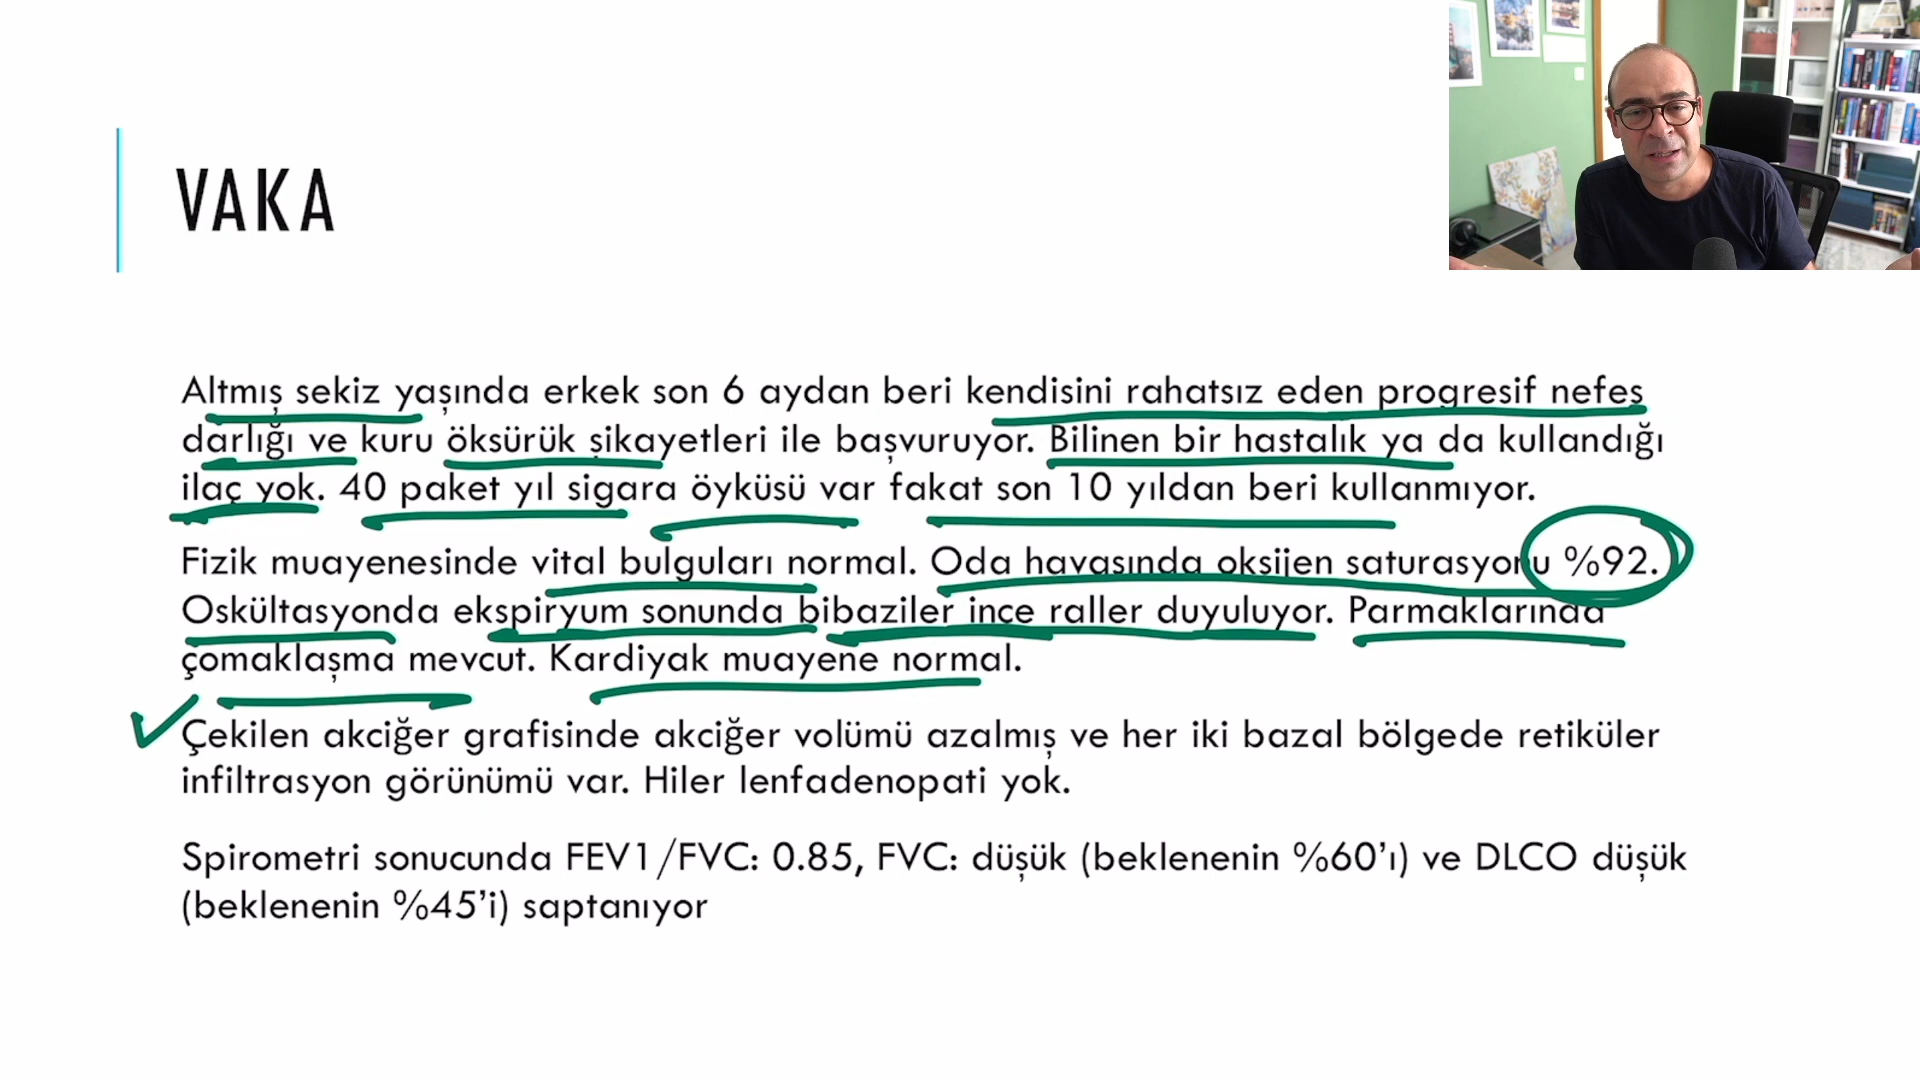 VAKA
Altmış sekiz yaşında erkek son 6 aydan beri kendisini rahatsız eden progresif nefes
darlığı ve kuru öksürük şikayetleri ile başvuruyor. Bilinen bir hastalık ya da kullandığı
ilaç yok. 40 paket yıl sigara öyküsü var fakat son 10 yıldan beri kullanmıyor.
Fizik muayenesinde vital bulguları normal. Oda havasında oksijen saturasyonu %92.
Oskültasyonda ekspiryum sonunda bibaziler ince raller duyuluyor. Parmaklarında
çomaklaşma mevcut. Kardiyak muayene normal.
Çekilen akciğer grafisinde akciğer volümü azalmış ve her iki bazal bölgede retiküler
infiltrasyon görünümü var. Hiler lenfadenopati yok.
Spirometri sonucunda FEV1/FVC: 0.85, FVC: düşük (beklenenin %60’ı) ve DLCO düşük
(beklenenin %45’i) saptanıyor